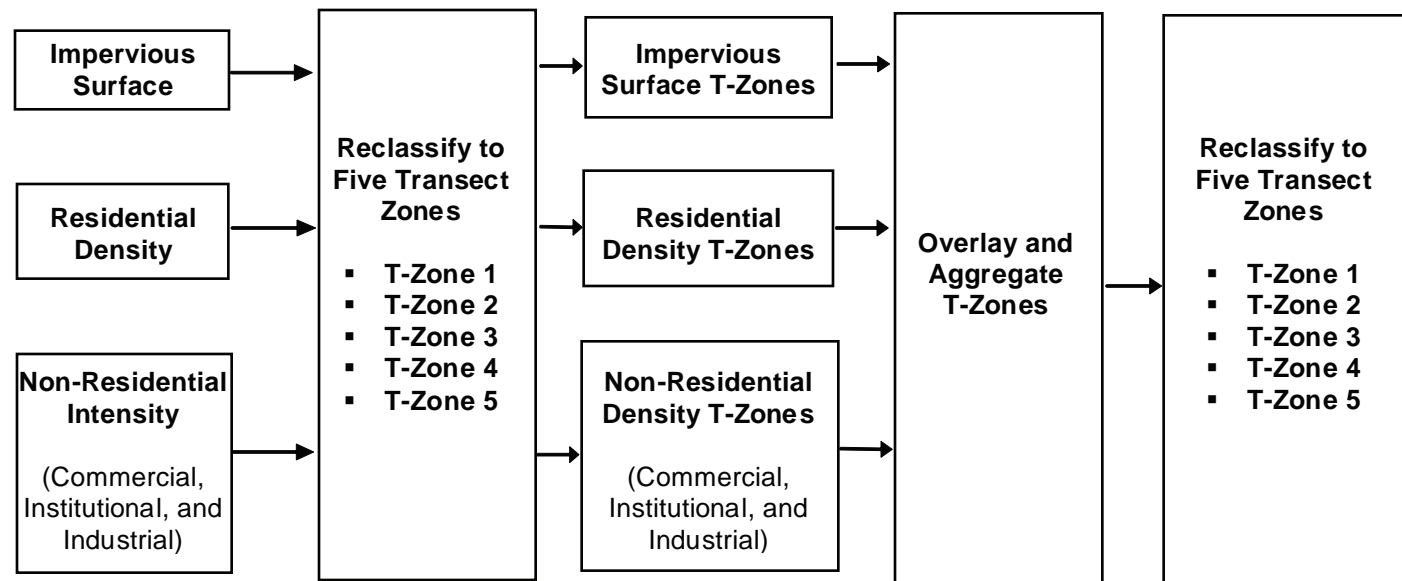 Impervious
Surface
Residential
Density
Non-Residential
Intensity
(Commercial,
Institutional, and
Industrial)
Reclassify to
Five Transect
Zones
▪ T-Zone 1
▪ T-Zone 2
▪ T-Zone 3
▪ T-Zone 4
▪ T-Zone 5
Impervious
Surface T-Zones
Residential
Density T-Zones
Non-Residential
Density T-Zones
(Commercial,
Institutional, and
Industrial)
Overlay and
Aggregate
T-Zones
Reclassify to
Five Transect
Zones
▪ T-Zone 1
▪ T-Zone 2
▪ T-Zone 3
▪ T-Zone 4
▪ T-Zone 5